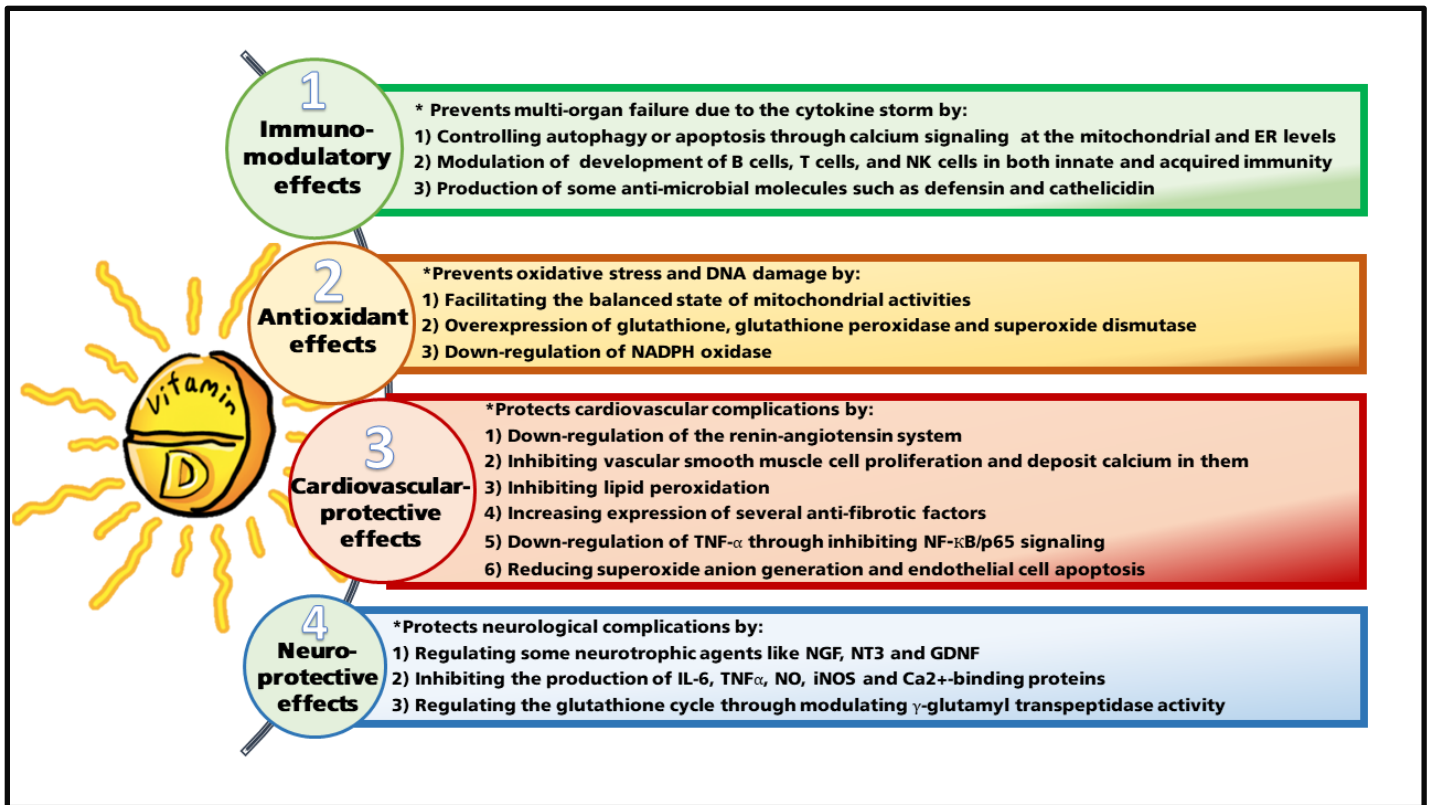 1
Immuno-
modulatory
effects
* Prevents multi-organ failure due to the cytokine storm by:
1) Controlling autophagy or apoptosis through calcium signaling at the mitochondrial and ER levels
2) Modulation of development of B cells, T cells, and NK cells in both innate and acquired immunity
3) Production of some anti-microbial molecules such as defensin and cathelicidin
2
Antioxidant
effects
*Prevents oxidative stress and DNA damage by:
1) Facilitating the balanced state of mitochondrial activities
2) Overexpression of glutathione, glutathione peroxidase and superoxide dismutase
3) Down-regulation of NADPH oxidase
Vitamin
D
3
Cardiovascular-
protective
effects
*Protects cardiovascular complications by:
1) Down-regulation of the renin-angiotensin system
2) Inhibiting vascular smooth muscle cell proliferation and deposit calcium in them
3) Inhibiting lipid peroxidation
4) Increasing expression of several anti-fibrotic factors
5) Down-regulation of TNF-α through inhibiting NF-κB/p65 signaling
6) Reducing superoxide anion generation and endothelial cell apoptosis
4
Neuro-
protective
effects
*Protects neurological complications by:
1) Regulating some neurotrophic agents like NGF, NT3 and GDNF
2) Inhibiting the production of IL-6, TNFα, NO, iNOS and Ca2+-binding proteins
3) Regulating the glutathione cycle through modulating γ-glutamyl transpeptidase activity